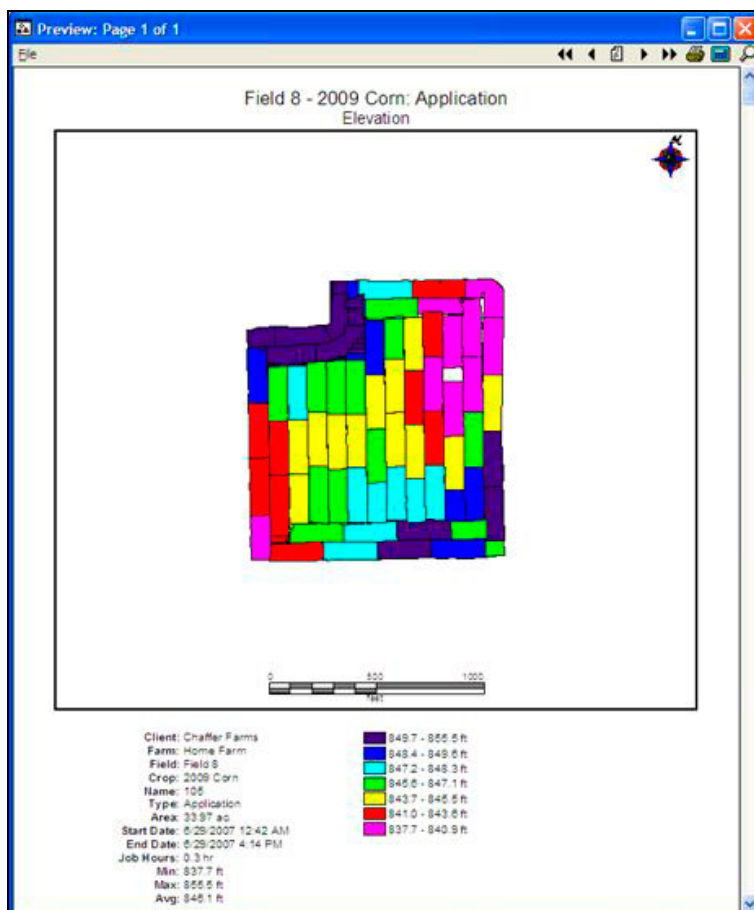 Preview: Page 1 of 1
File
Field 8 - 2009 Corn: Application
Elevation
N
0 500 1000
feet
Client: Chaffer Farms
Farm: Home Farm
Field: Field 8
Crop: 2009 Corn
Name: 105
Type: Application
Area: 33.97 ac
Start Date: 6/29/2007 12:42 AM
End Date: 6/29/2007 4:14 PM
Job Hours: 0.3 hr
Min: 837.7 ft
Max: 855.5 ft
Avg: 845.1 ft
849.7 - 855.5 ft
848.4 - 849.6 ft
847.2 - 848.3 ft
845.6 - 847.1 ft
843.7 - 845.5 ft
841.0 - 843.6 ft
837.7 - 840.9 ft